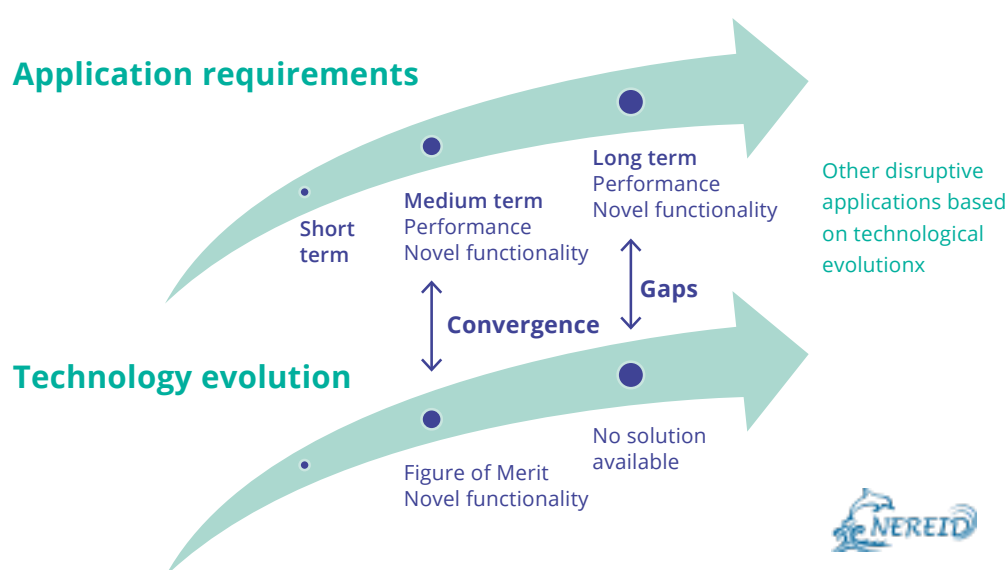 Application requirements
Short
term
Medium term
Performance
Novel functionality
Long term
Performance
Novel functionality
Other disruptive
applications based
on technological
evolutionx
Convergence
Gaps
Technology evolution
Figure of Merit
Novel functionality
No solution
available
NEREID